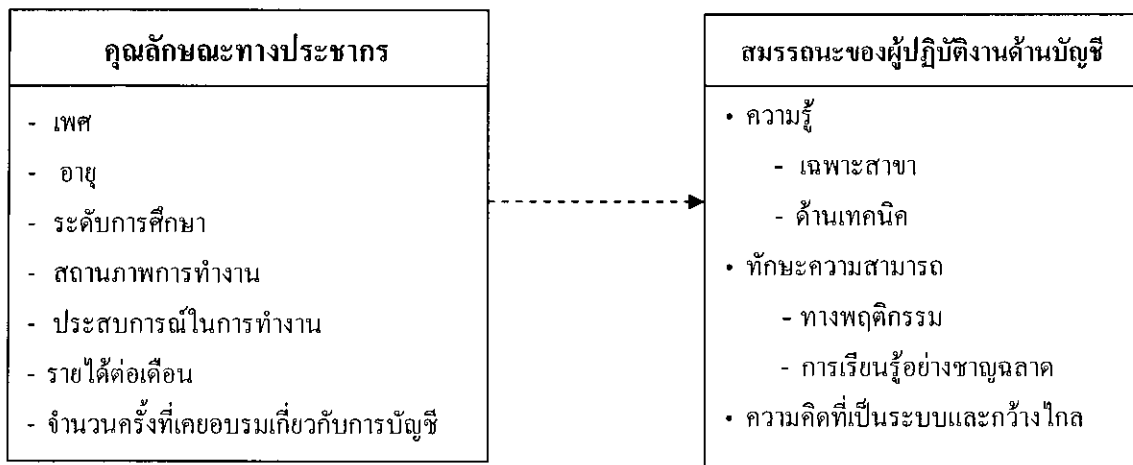 คุณลักษณะทางประชากร
- เพศ
- อายุ
- ระดับการศึกษา
- สถานภาพการทำงาน
- ประสบการณ์ในการทำงาน
- รายได้ต่อเดือน
- จำนวนครั้งที่เคยอบรมเกี่ยวกับการบัญชี
สมรรถนะของผู้ปฏิบัติงานด้านบัญชี
• ความรู้
- เฉพาะสาขา
- ด้านเทคนิค
• ทักษะความสามารถ
- ทางพฤติกรรม
- การเรียนรู้อย่างชาญฉลาด
• ความคิดที่เป็นระบบและกว้างไกล